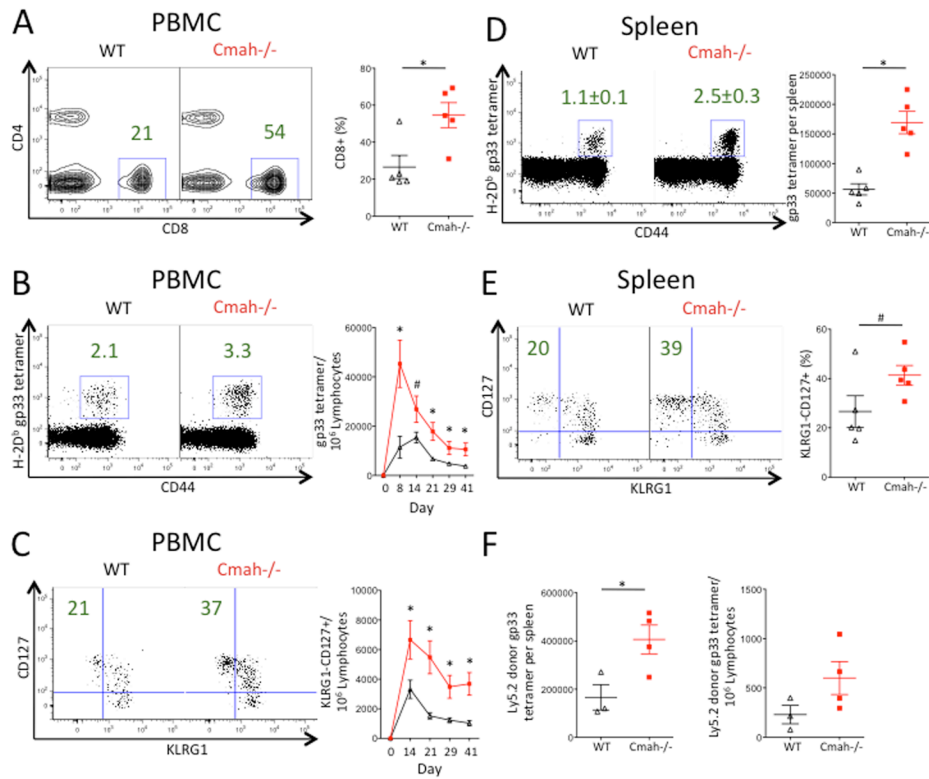 A
PBMC
WT
Cmah-/-
CD4
21
54
CD8
CD8+ (%)
80
60
40
20
0
WT
Cmah-/-
*
D
Spleen
WT
Cmah-/-
H-2Dᵇ gp33 tetramer
1.1±0.1
2.5±0.3
CD44
gp33 tetramer per spleen
250000
200000
150000
100000
50000
0
WT
Cmah-/-
*
B
PBMC
WT
Cmah-/-
H-2Dᵇ gp33 tetramer
2.1
3.3
CD44
gp33 tetramer/
10⁶ Lymphocytes
60000
40000
20000
0
* # * * *
0 8 14 21 29 41
Day
E
Spleen
WT
Cmah-/-
CD127
20
39
KLRG1
KLRG1-CD127+ (%)
60
40
20
0
WT
Cmah-/-
#
C
PBMC
WT
Cmah-/-
CD127
21
37
KLRG1
KLRG1-CD127+/
10⁶ Lymphocytes
10000
8000
6000
4000
2000
0
* * * *
0 14 21 29 41
Day
F
Ly5.2 donor gp33
tetramer per spleen
600000
400000
200000
0
WT
Cmah-/-
*
Ly5.2 donor gp33 tetramer/
10⁶ Lymphocytes
1500
1000
500
0
WT
Cmah-/-